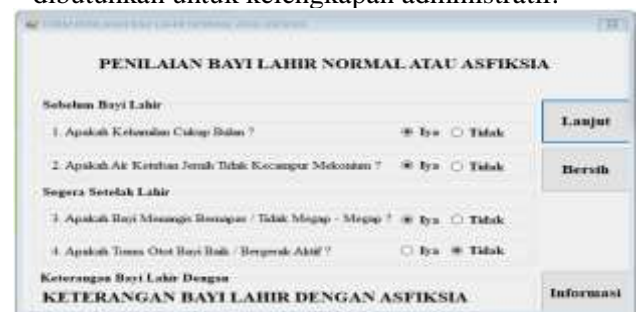 dibutuhkan untuk kelengkapan administratif.
PENILAIAN BAYI LAHIR NORMAL ATAU ASFIKSIA
Sebelum Bayi Lahir
1. Apakah Kehamilan Cukup Bulan ? Iya Tidak
Lanjut
2. Apakah Air Ketuban Jernih Tidak Kecampur Mekonium ? Iya Tidak
Bersih
Segera Setelah Lahir
3. Apakah Bayi Menangis Bernapas / Tidak Megap - Megap ? Iya Tidak
4. Apakah Tonus Otot Bayi Baik / Bergerak Aktif ? Iya Tidak
Keterangan Bayi Lahir Dengan
KETERANGAN BAYI LAHIR DENGAN ASFIKSIA
Informasi